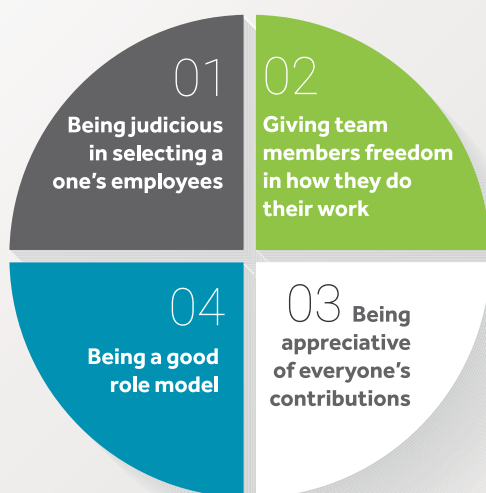 01
Being judicious
in selecting a
one's employees
02
Giving team
members freedom
in how they do
their work
03 Being
appreciative
of everyone's
contributions
04
Being a good
role model